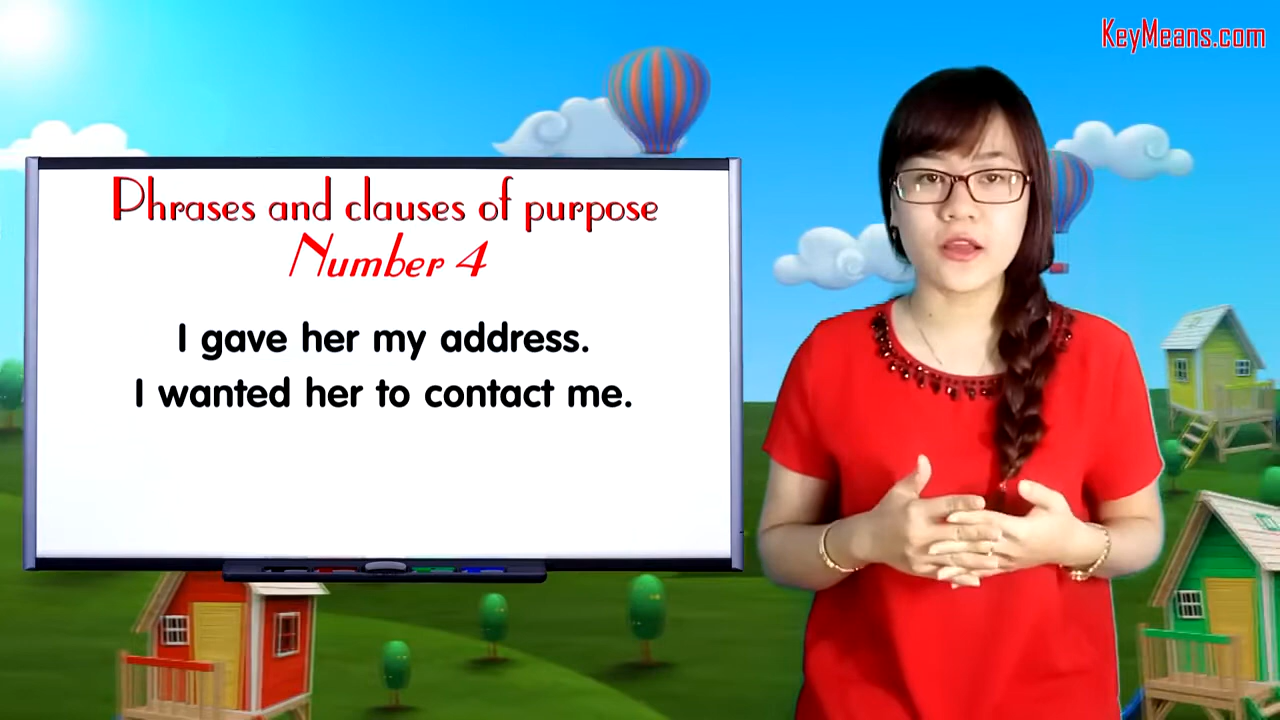 KeyMeans.com
Phrases and clauses of purpose
Number 4
I gave her my address.
I wanted her to contact me.